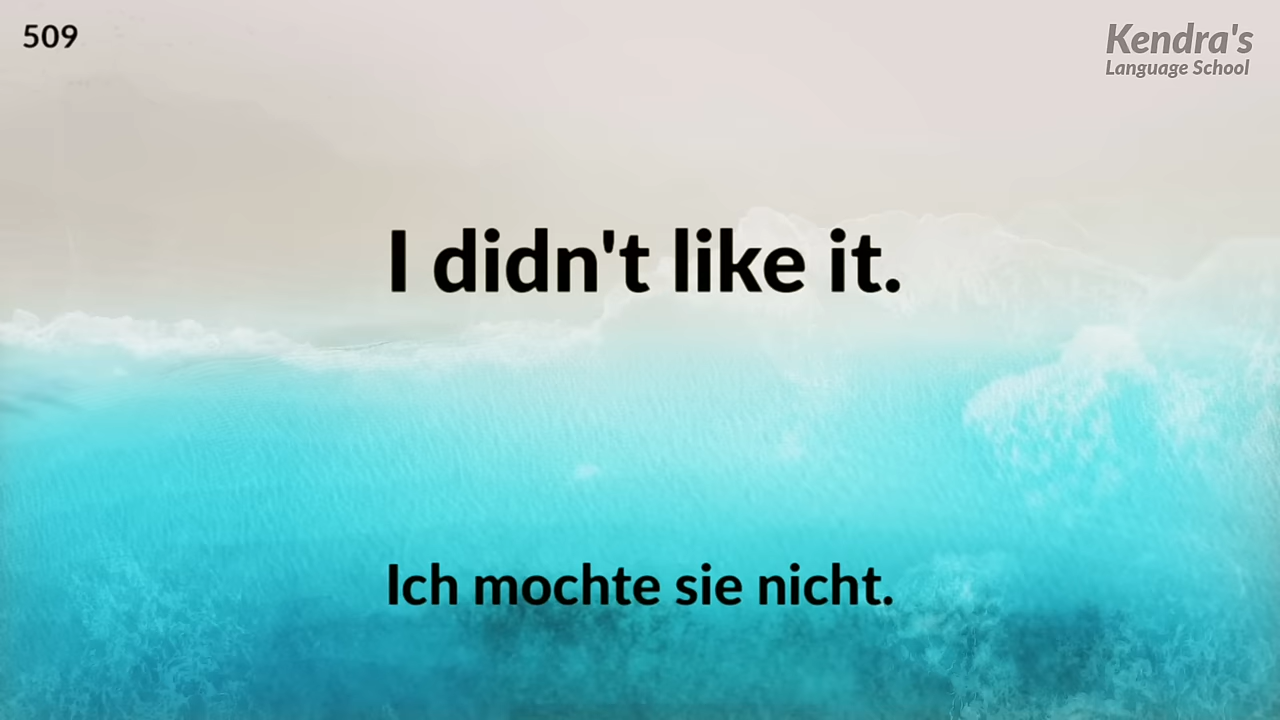 509
Kendra's
Language School
I didn't like it.
Ich mochte sie nicht.